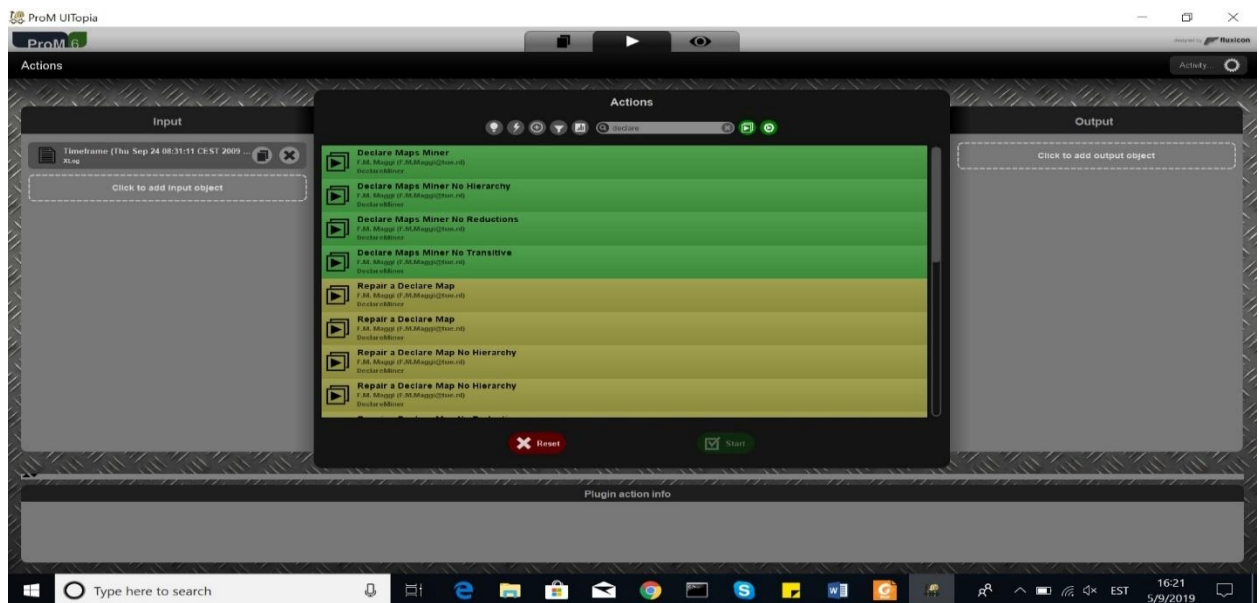 ProM UITopia
ProM 6
designed by fluxicon
Actions
Activity...
Actions
declare
Input
Timeframe (Thu Sep 24 08:31:11 CEST 2009 ...
XLog
Click to add input object
Declare Maps Miner
F.M. Maggi (F.M.Maggi@tue.nl)
DeclareMiner
Declare Maps Miner No Hierarchy
F.M. Maggi (F.M.Maggi@tue.nl)
DeclareMiner
Declare Maps Miner No Reductions
F.M. Maggi (F.M.Maggi@tue.nl)
DeclareMiner
Declare Maps Miner No Transitive
F.M. Maggi (F.M.Maggi@tue.nl)
DeclareMiner
Repair a Declare Map
F.M. Maggi (F.M.Maggi@tue.nl)
DeclareMiner
Repair a Declare Map
F.M. Maggi (F.M.Maggi@tue.nl)
DeclareMiner
Repair a Declare Map No Hierarchy
F.M. Maggi (F.M.Maggi@tue.nl)
DeclareMiner
Repair a Declare Map No Hierarchy
F.M. Maggi (F.M.Maggi@tue.nl)
DeclareMiner
Output
Click to add output object
Reset
Start
Plugin action info
Type here to search
EST
16:21
5/9/2019